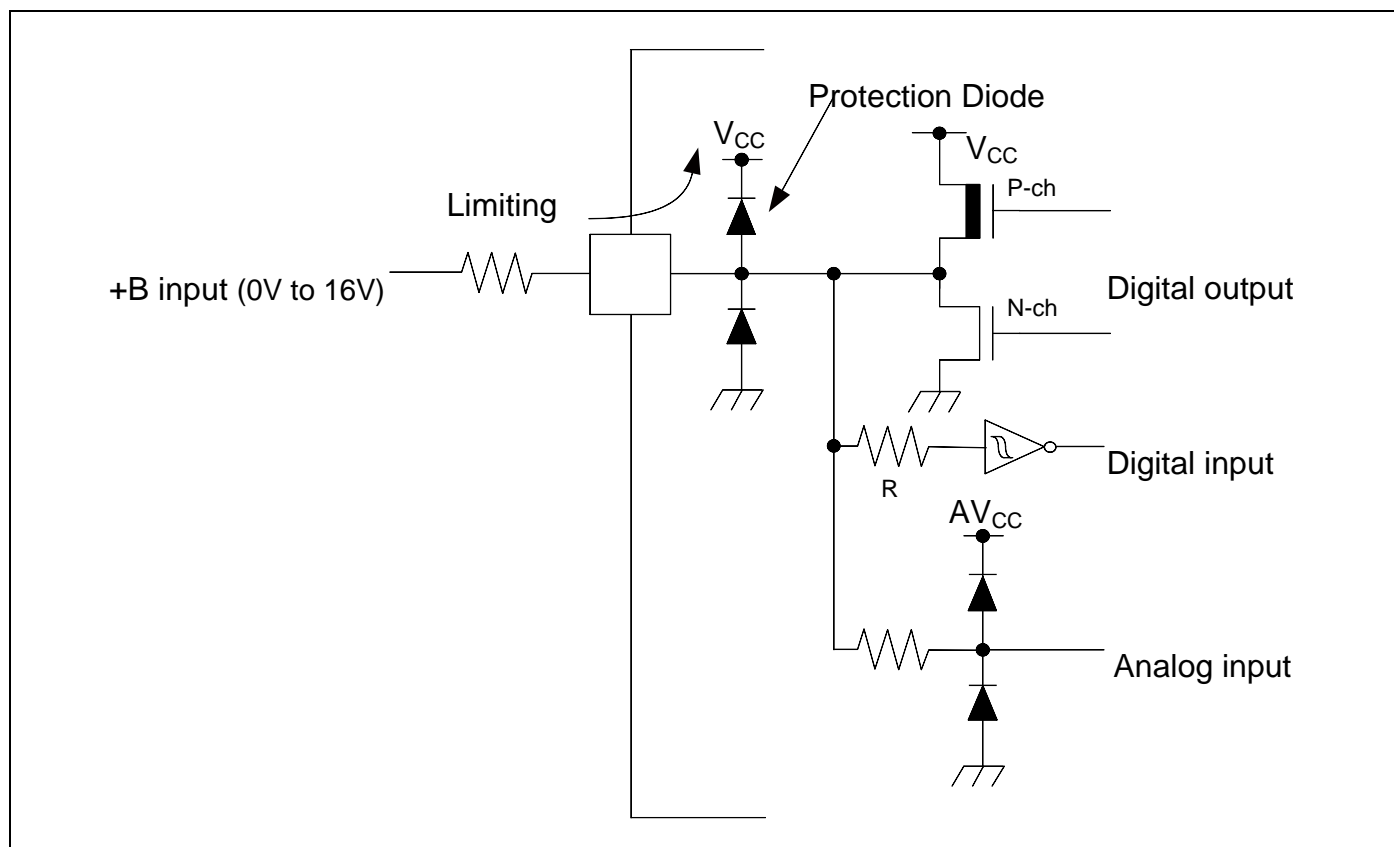 Protection Diode
VCC
VCC
P-ch
Limiting
+B input (0V to 16V)
Digital output
N-ch
Digital input
R
AVCC
Analog input